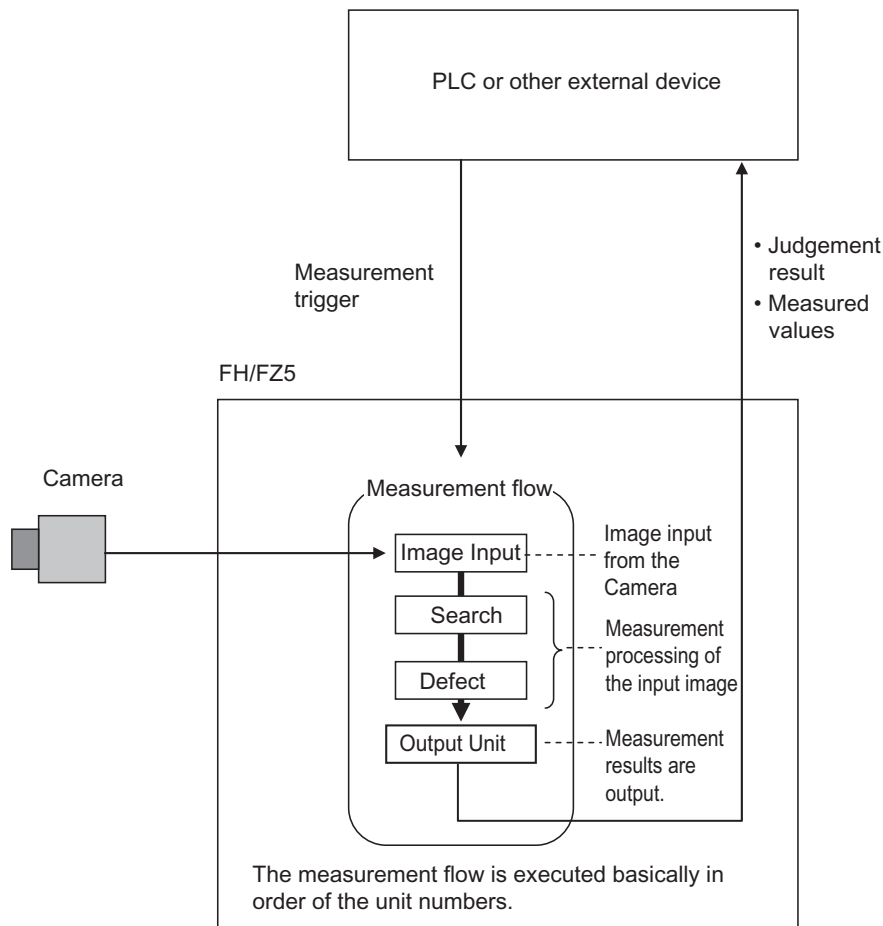 PLC or other external device
Measurement
trigger
• Judgement
result
• Measured
values
FH/FZ5
Camera
Measurement flow
Image Input
Image input
from the
Camera
Search
Measurement
processing of
the input image
Defect
Output Unit
Measurement
results are
output.
The measurement flow is executed basically in
order of the unit numbers.